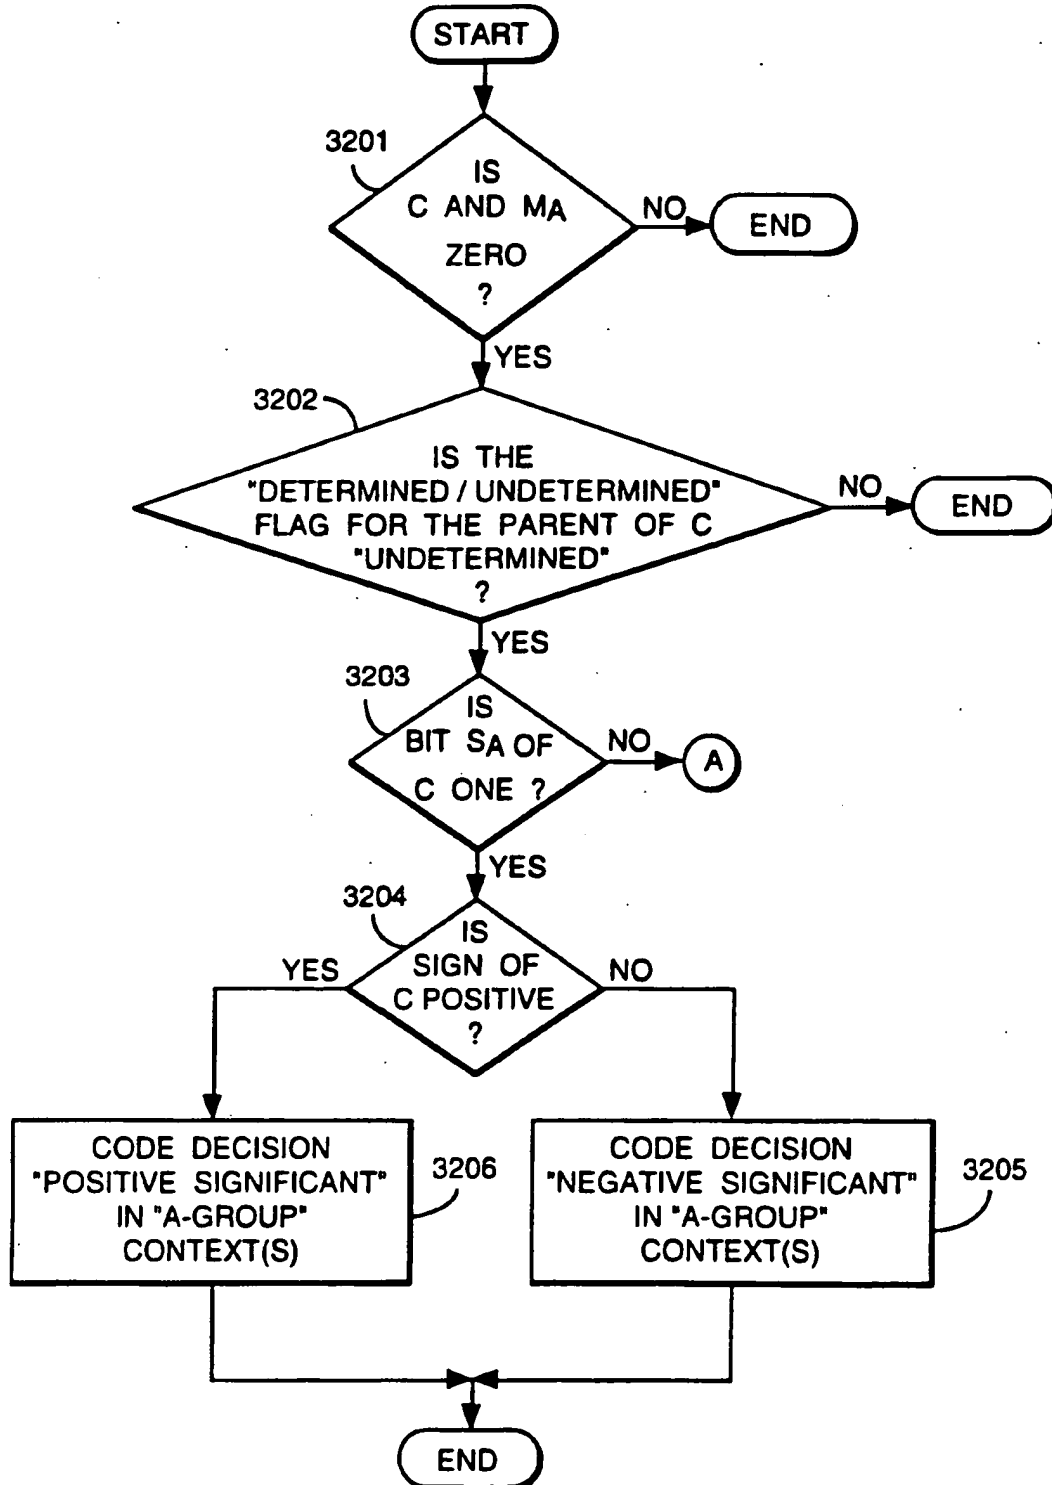 START
3201
IS
C AND MA
ZERO
?
NO
END
YES
3202
IS THE
"DETERMINED / UNDETERMINED"
FLAG FOR THE PARENT OF C
"UNDETERMINED"
?
NO
END
YES
3203
IS
BIT SA OF
C ONE ?
NO
A
YES
3204
IS
SIGN OF
C POSITIVE
?
YES
NO
CODE DECISION
"POSITIVE SIGNIFICANT"
IN "A-GROUP"
CONTEXT(S)
3206
CODE DECISION
"NEGATIVE SIGNIFICANT"
IN "A-GROUP"
CONTEXT(S)
3205
END